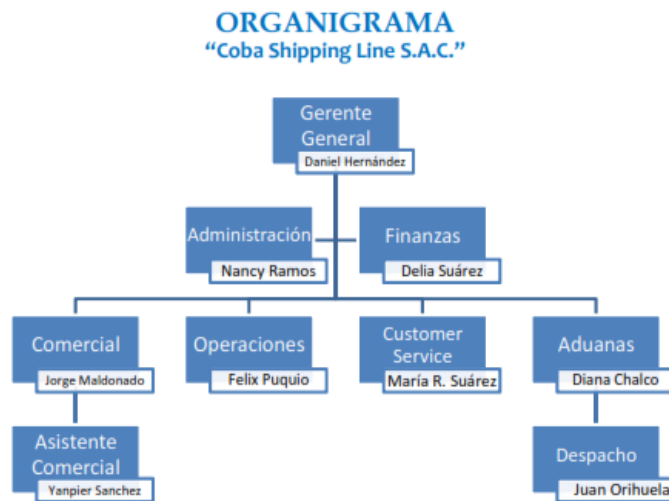 ORGANIGRAMA
“Coba Shipping Line S.A.C.”
Gerente
General
Daniel Hernández
Administración
Nancy Ramos
Finanzas
Delia Suárez
Comercial
Jorge Maldonado
Operaciones
Felix Puquio
Customer
Service
María R. Suárez
Aduanas
Diana Chalco
Asistente
Comercial
Yanpier Sanchez
Despacho
Juan Orihuela